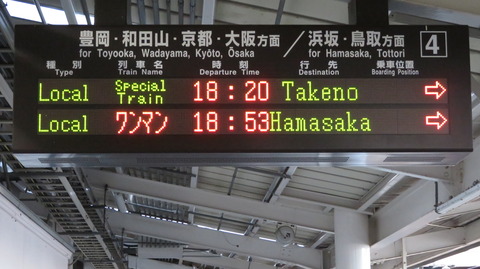 豊岡・和田山・京都・大阪方面／浜坂・鳥取方面
for Toyooka, Wadayama, Kyōto, Ōsaka for Hamasaka, Tottori
4
種別 列車名 時刻 行先 乗車位置
Type Train Name Departure Time Destination Boarding Position
Local Special Train 18:20 Takeno →
Local ワンマン 18:53 Hamasaka →